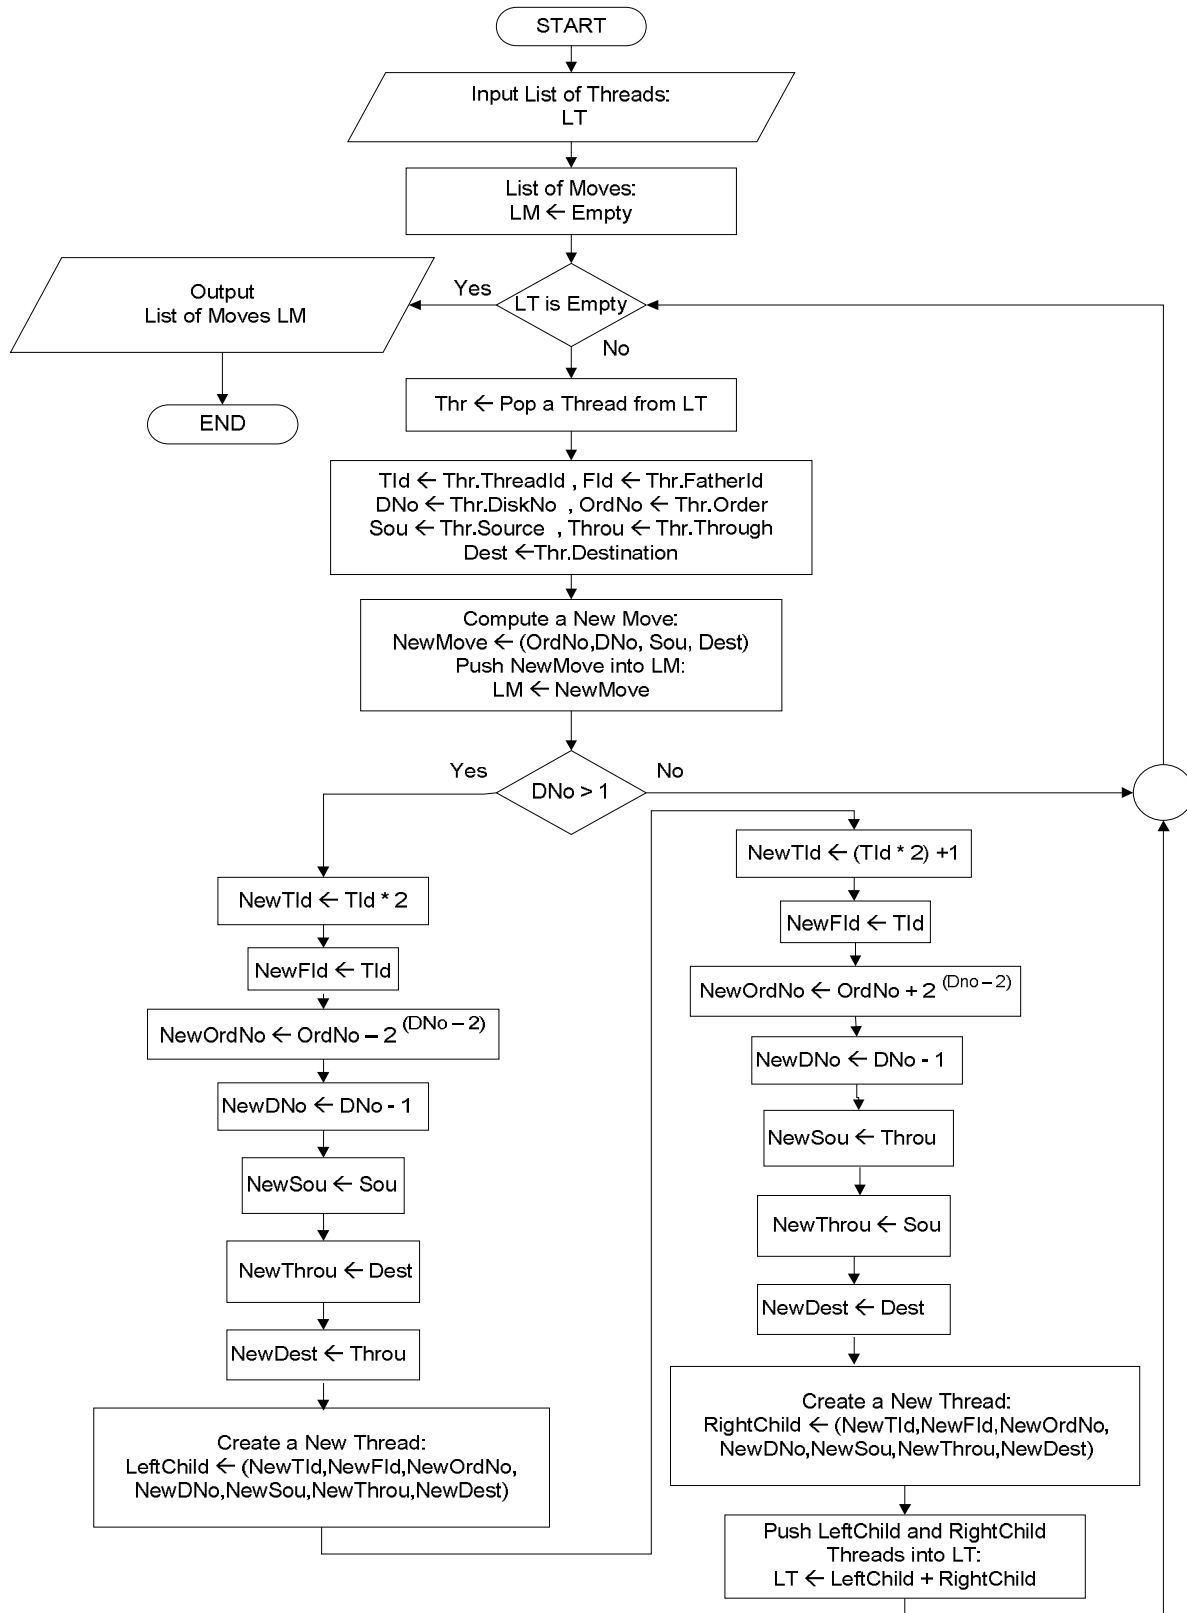 START
Input List of Threads:
LT
List of Moves:
LM ← Empty
LT is Empty
Yes
No
Output
List of Moves LM
END
Thr ← Pop a Thread from LT
TId ← Thr.ThreadId , FId ← Thr.FatherId
DNo ← Thr.DiskNo , OrdNo ← Thr.Order
Sou ← Thr.Source , Throu ← Thr.Through
Dest ←Thr.Destination
Compute a New Move:
NewMove ← (OrdNo,DNo, Sou, Dest)
Push NewMove into LM:
LM ← NewMove
DNo > 1
Yes
No
NewTId ← TId * 2
NewFId ← TId
NewOrdNo ← OrdNo – 2 (DNo – 2)
NewDNo ← DNo - 1
NewSou ← Sou
NewThrou ← Dest
NewDest ← Throu
Create a New Thread:
LeftChild ← (NewTId,NewFId,NewOrdNo,
NewDNo,NewSou,NewThrou,NewDest)
NewTId ← (TId * 2) +1
NewFId ← TId
NewOrdNo ← OrdNo + 2 (Dno – 2)
NewDNo ← DNo - 1
NewSou ← Throu
NewThrou ← Sou
NewDest ← Dest
Create a New Thread:
RightChild ← (NewTId,NewFId,NewOrdNo,
NewDNo,NewSou,NewThrou,NewDest)
Push LeftChild and RightChild
Threads into LT:
LT ← LeftChild + RightChild